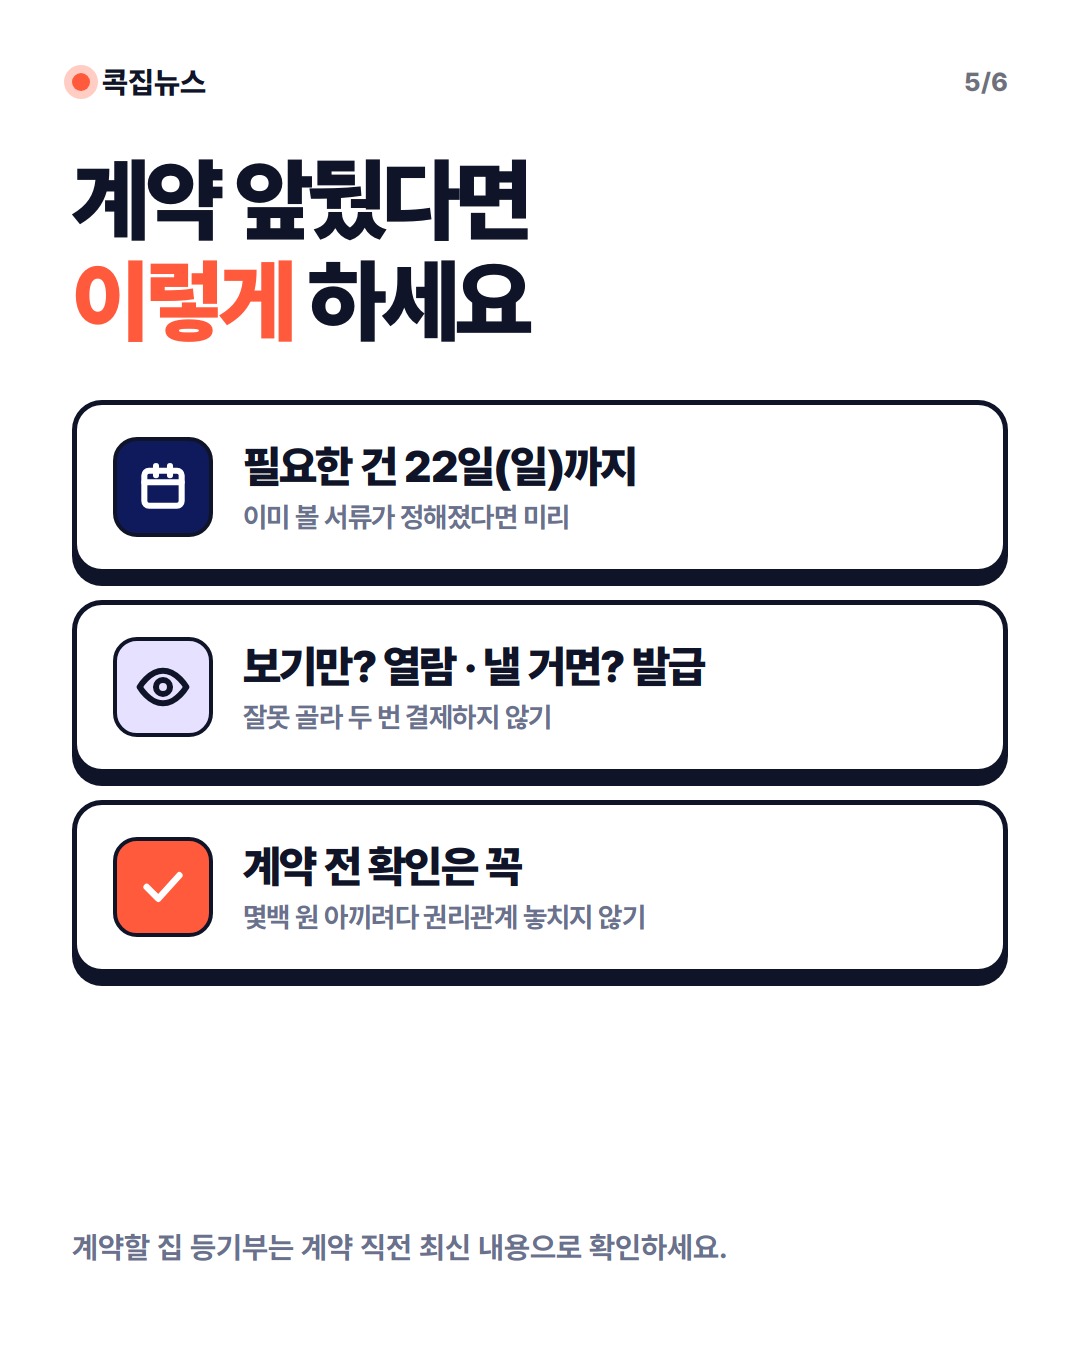 콕집뉴스
5/6
계약 앞뒀다면
이렇게 하세요
필요한 건 22일(일)까지
이미 볼 서류가 정해졌다면 미리
보기만? 열람 · 낼 거면? 발급
잘못 골라 두 번 결제하지 않기
계약 전 확인은 꼭
몇백 원 아끼려다 권리관계 놓치지 않기
계약할 집 등기부는 계약 직전 최신 내용으로 확인하세요.